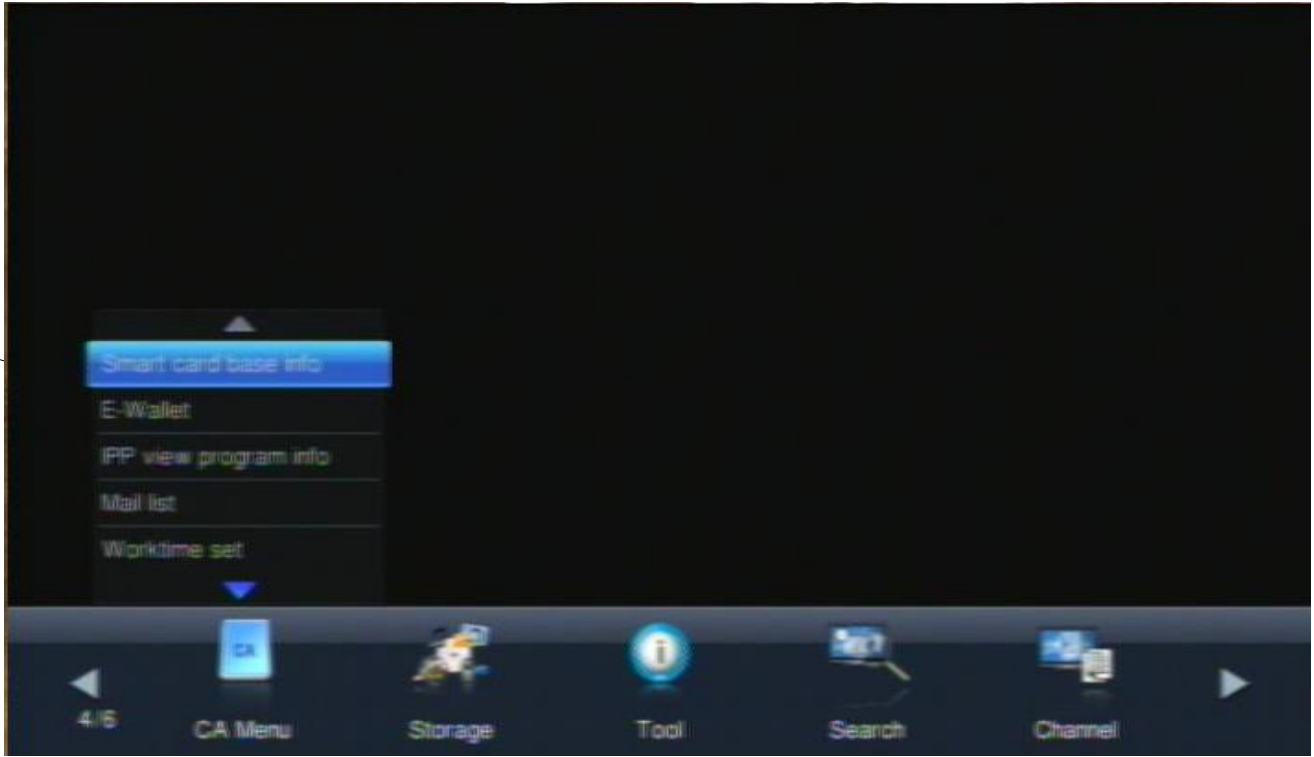 Smart card base info
E-Wallet
IPP view program info
Mail list
Worktime set
CA
4/6
CA Menu
Storage
Tool
Search
Channel